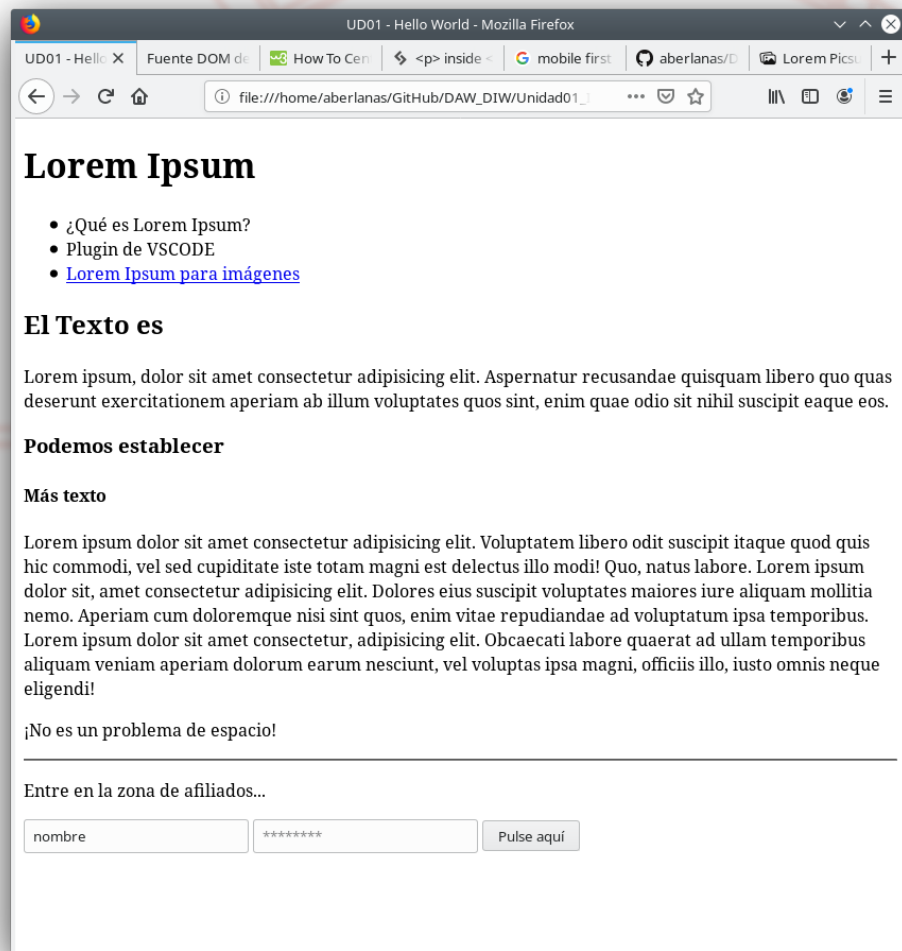 UD01 - Hello World - Mozilla Firefox
UD01 - Hello Fuente DOM de How To Cen <p> inside < mobile first aberlanas/D Lorem Picsu
file:///home/aberlanas/GitHub/DAW_DIW/Unidad01_
Lorem Ipsum
¿Qué es Lorem Ipsum?
Plugin de VSCODE
Lorem Ipsum para imágenes
El Texto es
Lorem ipsum, dolor sit amet consectetur adipisicing elit. Aspernatur recusandae quisquam libero quo quas
deserunt exercitationem aperiam ab illum voluptates quos sint, enim quae odio sit nihil suscipit eaque eos.
Podemos establecer
Más texto
Lorem ipsum dolor sit amet consectetur adipisicing elit. Voluptatem libero odit suscipit itaque quod quis
hic commodi, vel sed cupiditate iste totam magni est delectus illo modi! Quo, natus labore. Lorem ipsum
dolor sit, amet consectetur adipisicing elit. Dolores eius suscipit voluptates maiores iure aliquam mollitia
nemo. Aperiam cum doloremque nisi sint quos, enim vitae repudiandae ad voluptatum ipsa temporibus.
Lorem ipsum dolor sit amet consectetur, adipisicing elit. Obcaecati labore quaerat ad ullam temporibus
aliquam veniam aperiam dolorum earum nesciunt, vel voluptas ipsa magni, officiis illo, iusto omnis neque
eligendi!
¡No es un problema de espacio!
Entre en la zona de afiliados...
nombre ******** Pulse aquí